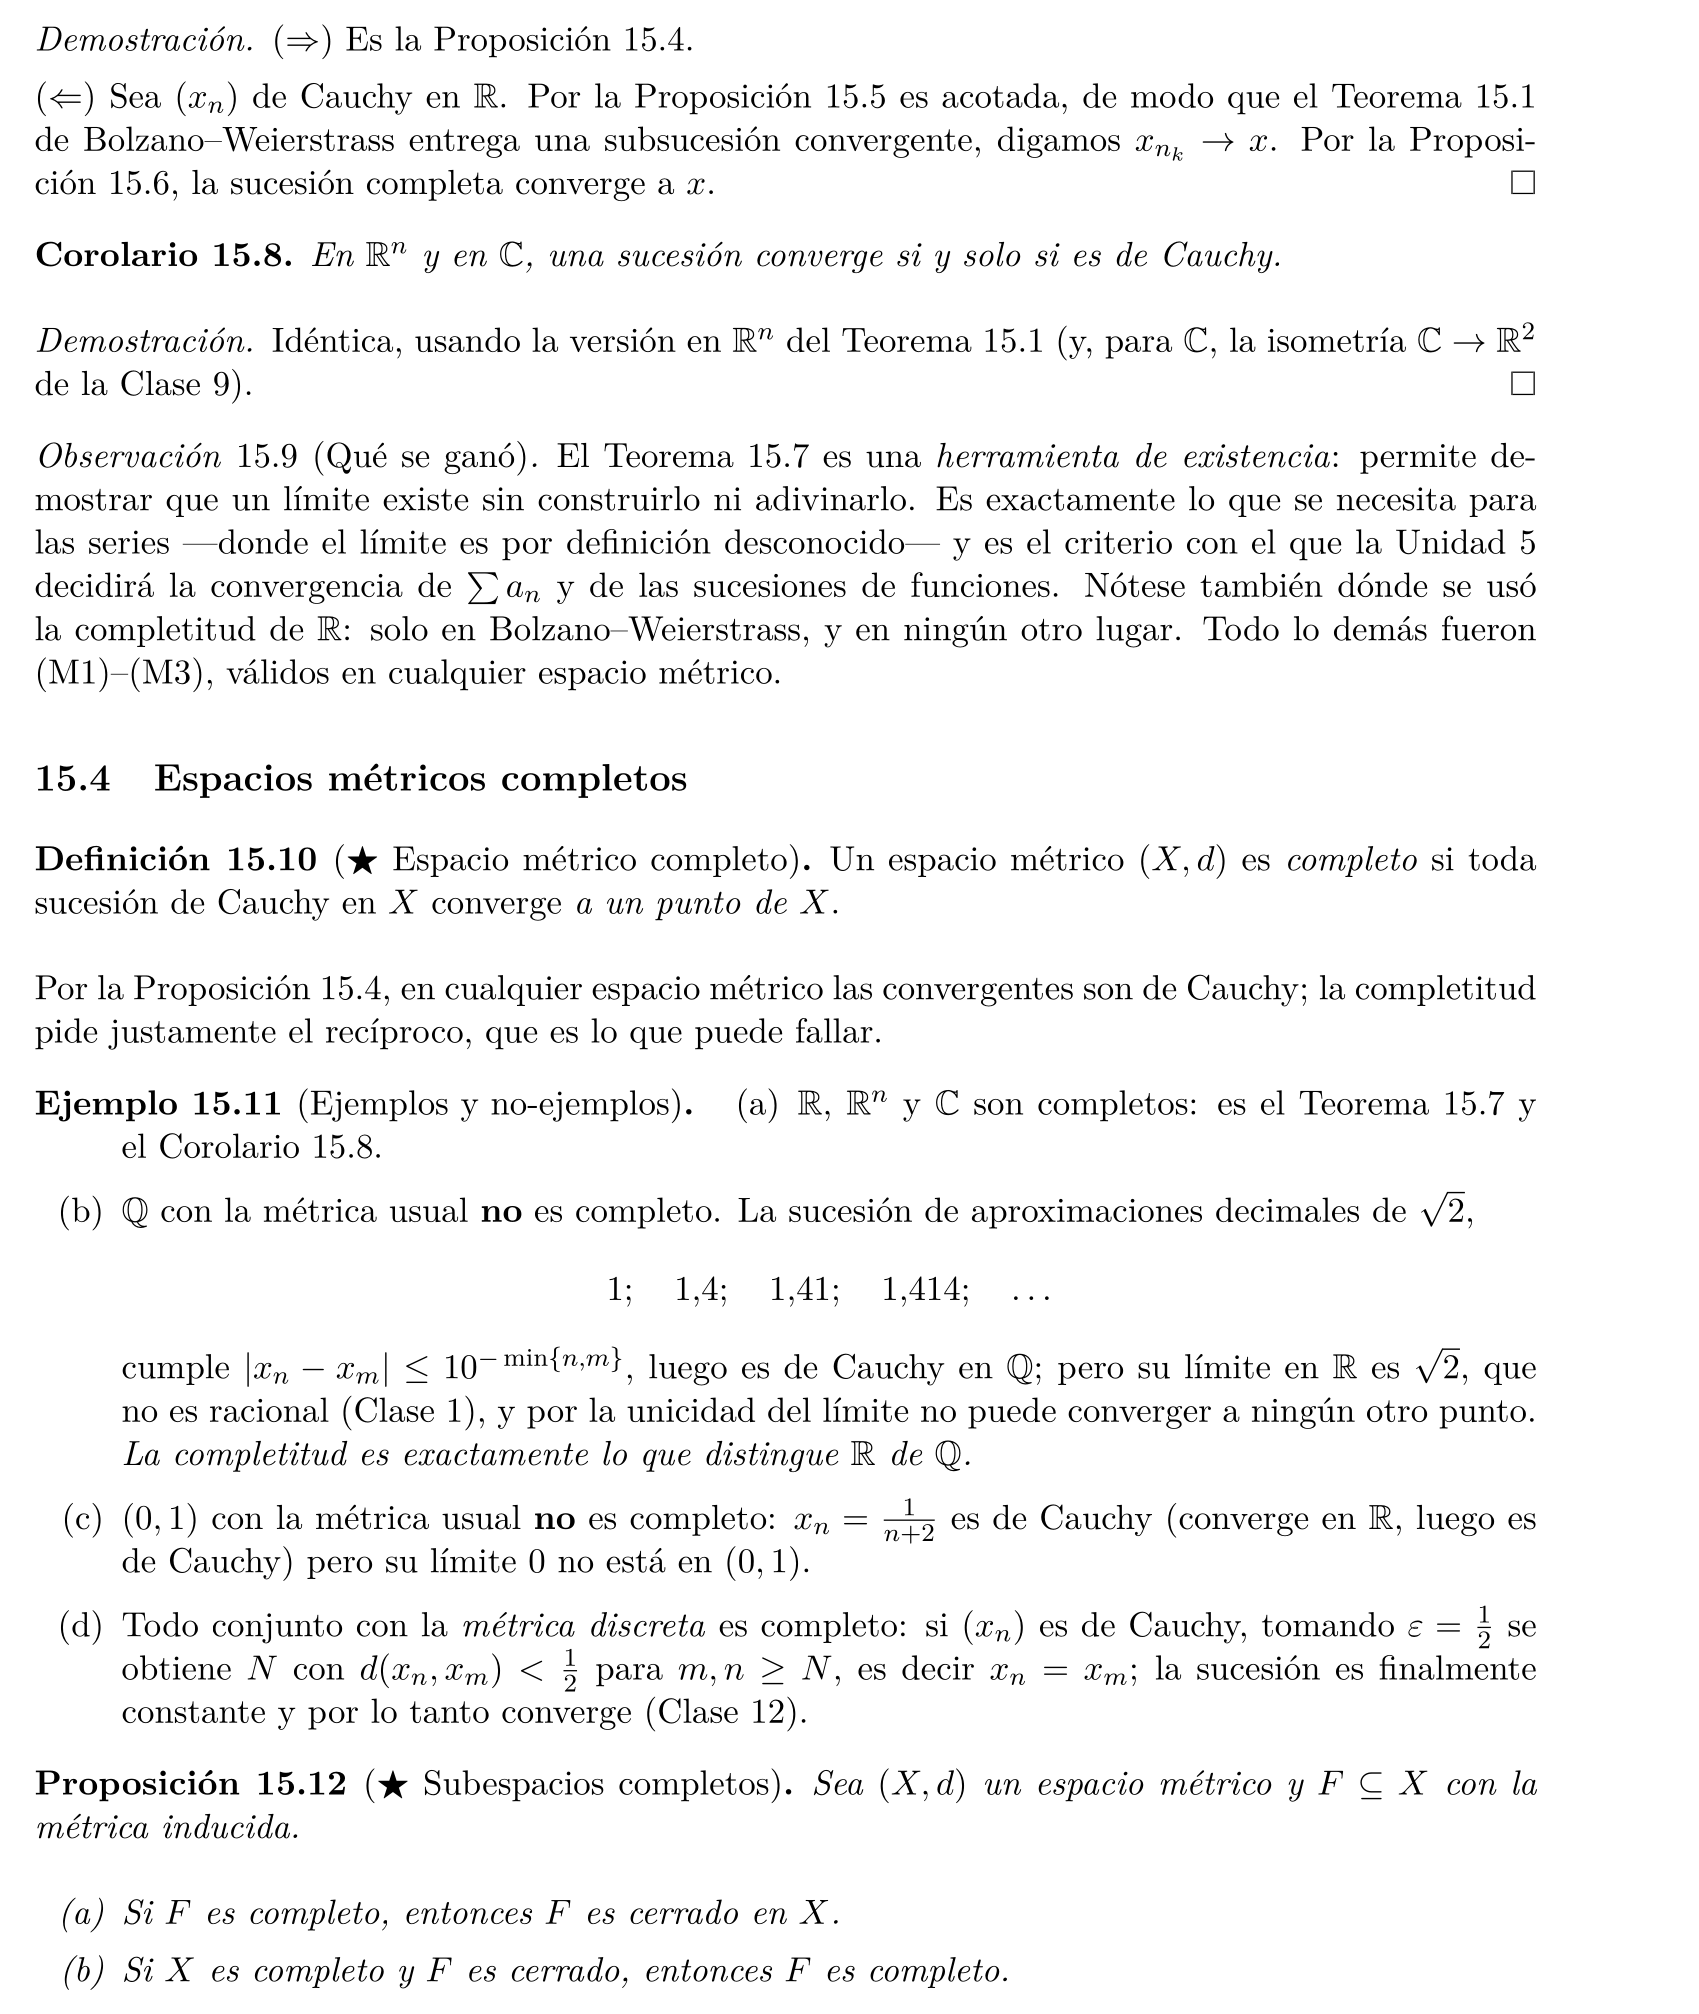 Demostración. (⇒) Es la Proposición 15.4.
(⇐) Sea (xₙ) de Cauchy en ℝ. Por la Proposición 15.5 es acotada, de modo que el Teorema 15.1
de Bolzano–Weierstrass entrega una subsucesión convergente, digamos x_{n_k} → x. Por la Proposi-
ción 15.6, la sucesión completa converge a x. □
Corolario 15.8. En ℝⁿ y en ℂ, una sucesión converge si y solo si es de Cauchy.
Demostración. Idéntica, usando la versión en ℝⁿ del Teorema 15.1 (y, para ℂ, la isometría ℂ → ℝ²
de la Clase 9). □
Observación 15.9 (Qué se ganó). El Teorema 15.7 es una herramienta de existencia: permite de-
mostrar que un límite existe sin construirlo ni adivinarlo. Es exactamente lo que se necesita para
las series —donde el límite es por definición desconocido— y es el criterio con el que la Unidad 5
decidirá la convergencia de ∑ aₙ y de las sucesiones de funciones. Nótese también dónde se usó
la completitud de ℝ: solo en Bolzano–Weierstrass, y en ningún otro lugar. Todo lo demás fueron
(M1)–(M3), válidos en cualquier espacio métrico.
15.4 Espacios métricos completos
Definición 15.10 (★ Espacio métrico completo). Un espacio métrico (X, d) es completo si toda
sucesión de Cauchy en X converge a un punto de X.
Por la Proposición 15.4, en cualquier espacio métrico las convergentes son de Cauchy; la completitud
pide justamente el recíproco, que es lo que puede fallar.
Ejemplo 15.11 (Ejemplos y no-ejemplos). (a) ℝ, ℝⁿ y ℂ son completos: es el Teorema 15.7 y
el Corolario 15.8.
(b) ℚ con la métrica usual no es completo. La sucesión de aproximaciones decimales de √2,
1; 1,4; 1,41; 1,414; …
cumple |xₙ − xₘ| ≤ 10^{− min{n,m}}, luego es de Cauchy en ℚ; pero su límite en ℝ es √2, que
no es racional (Clase 1), y por la unicidad del límite no puede converger a ningún otro punto.
La completitud es exactamente lo que distingue ℝ de ℚ.
(c) (0, 1) con la métrica usual no es completo: xₙ = 1/(n+2) es de Cauchy (converge en ℝ, luego es
de Cauchy) pero su límite 0 no está en (0, 1).
(d) Todo conjunto con la métrica discreta es completo: si (xₙ) es de Cauchy, tomando ε = 1/2 se
obtiene N con d(xₙ, xₘ) < 1/2 para m, n ≥ N, es decir xₙ = xₘ; la sucesión es finalmente
constante y por lo tanto converge (Clase 12).
Proposición 15.12 (★ Subespacios completos). Sea (X, d) un espacio métrico y F ⊆ X con la
métrica inducida.
(a) Si F es completo, entonces F es cerrado en X.
(b) Si X es completo y F es cerrado, entonces F es completo.